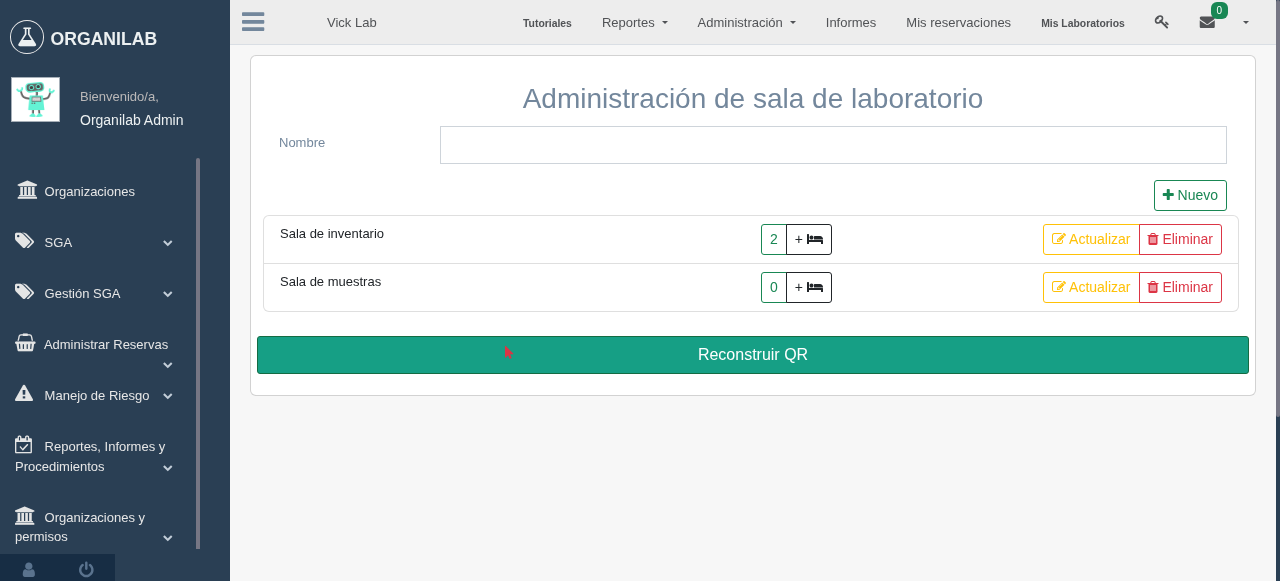 ORGANILAB
Bienvenido/a,
Organilab Admin
Organizaciones
SGA
Gestión SGA
Administrar Reservas
Manejo de Riesgo
Reportes, Informes y
Procedimientos
Organizaciones y
permisos
Vick Lab
Tutoriales
Reportes
Administración
Informes
Mis reservaciones
Mis Laboratorios
0
Administración de sala de laboratorio
Nombre
Nuevo
Sala de inventario
2 +
Actualizar Eliminar
Sala de muestras
0 +
Actualizar Eliminar
Reconstruir QR